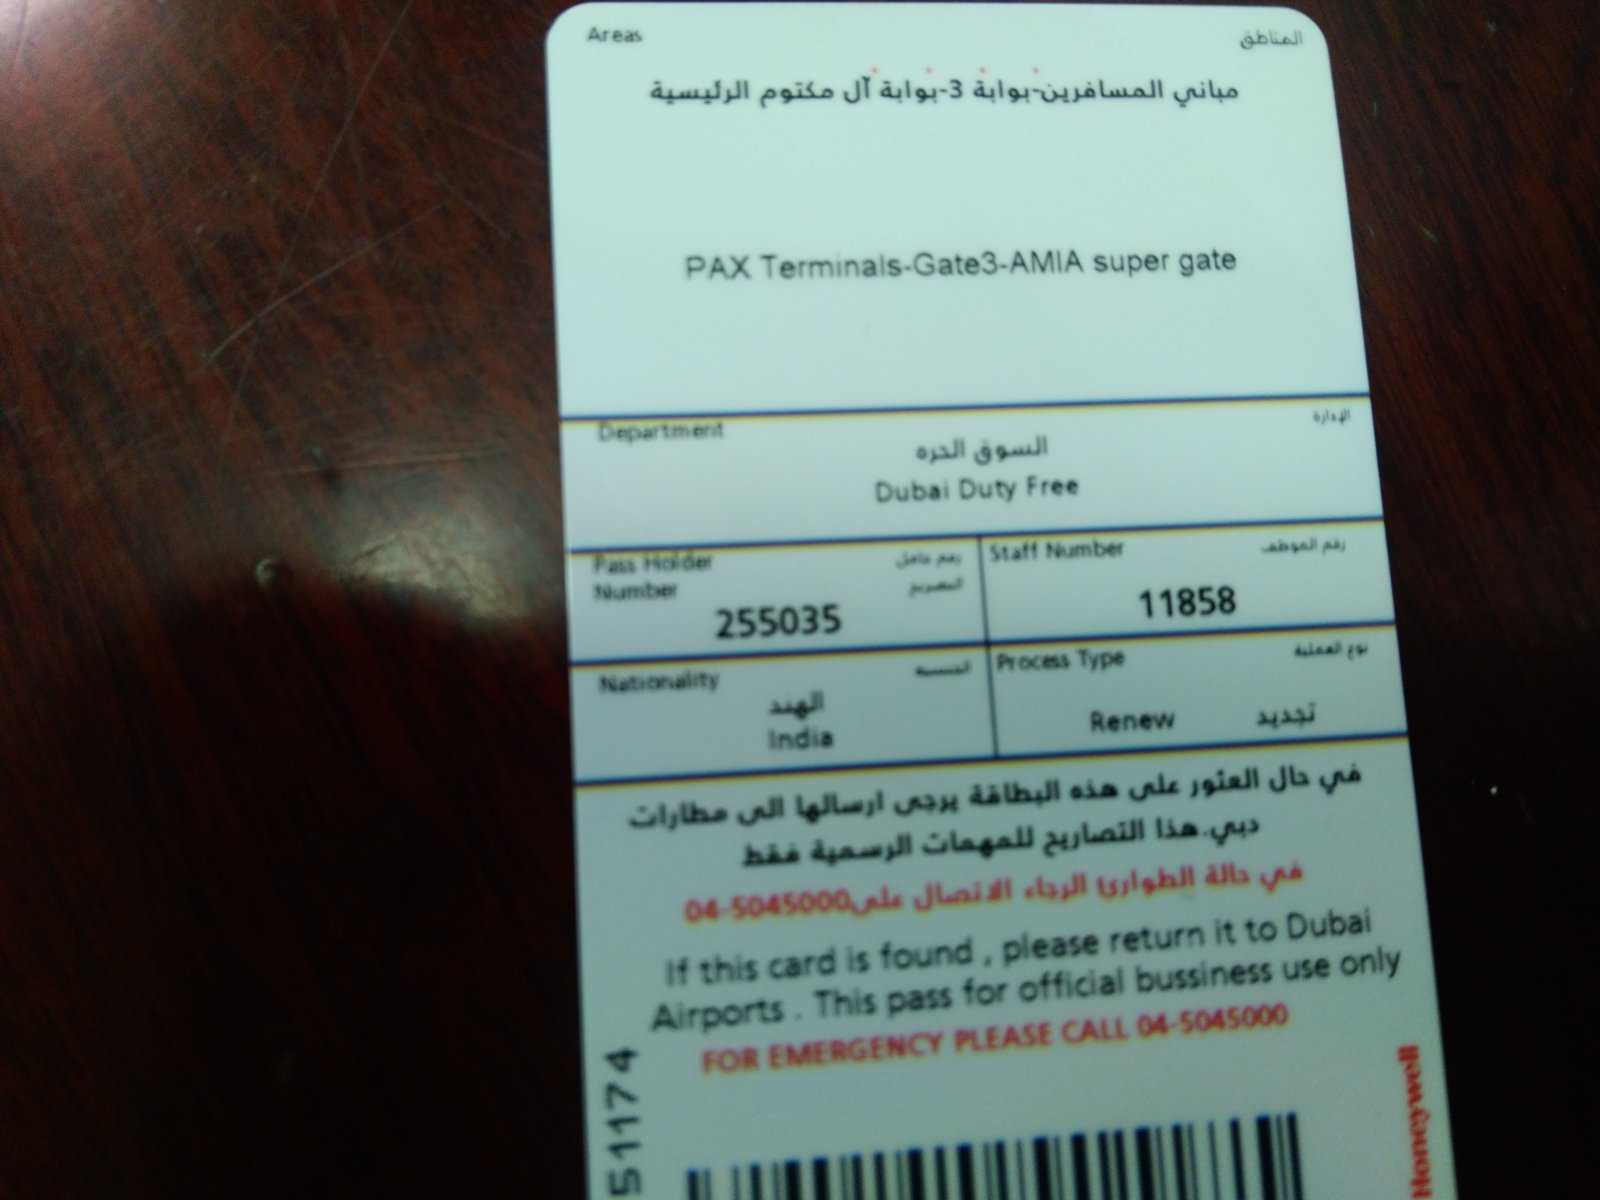 Areas المناطق
مباني المسافرين-بوابة 3-بوابة آل مكتوم الرئيسية
PAX Terminals-Gate3-AMIA super gate
Department الإدارة
السوق الحره
Dubai Duty Free
Pass Holder Number رقم حامل التصريح
255035
Staff Number رقم الموظف
11858
Nationality الجنسية
الهند
India
Process Type نوع العملية
Renew تجديد
في حال العثور على هذه البطاقة يرجى ارسالها الى مطارات
دبي.هذا التصاريح للمهمات الرسمية فقط
في حالة الطوارئ الرجاء الاتصال على04-5045000
If this card is found , please return it to Dubai
Airports . This pass for official bussiness use only
FOR EMERGENCY PLEASE CALL 04-5045000
51174
Honeywell